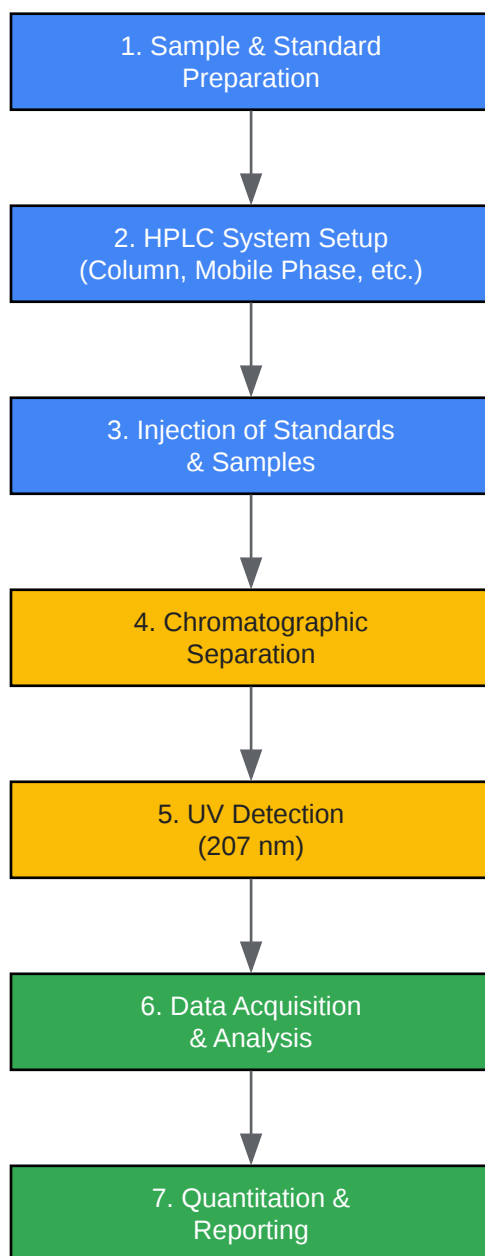 1. Sample & Standard
Preparation
2. HPLC System Setup
(Column, Mobile Phase, etc.)
3. Injection of Standards
& Samples
4. Chromatographic
Separation
5. UV Detection
(207 nm)
6. Data Acquisition
& Analysis
7. Quantitation &
Reporting